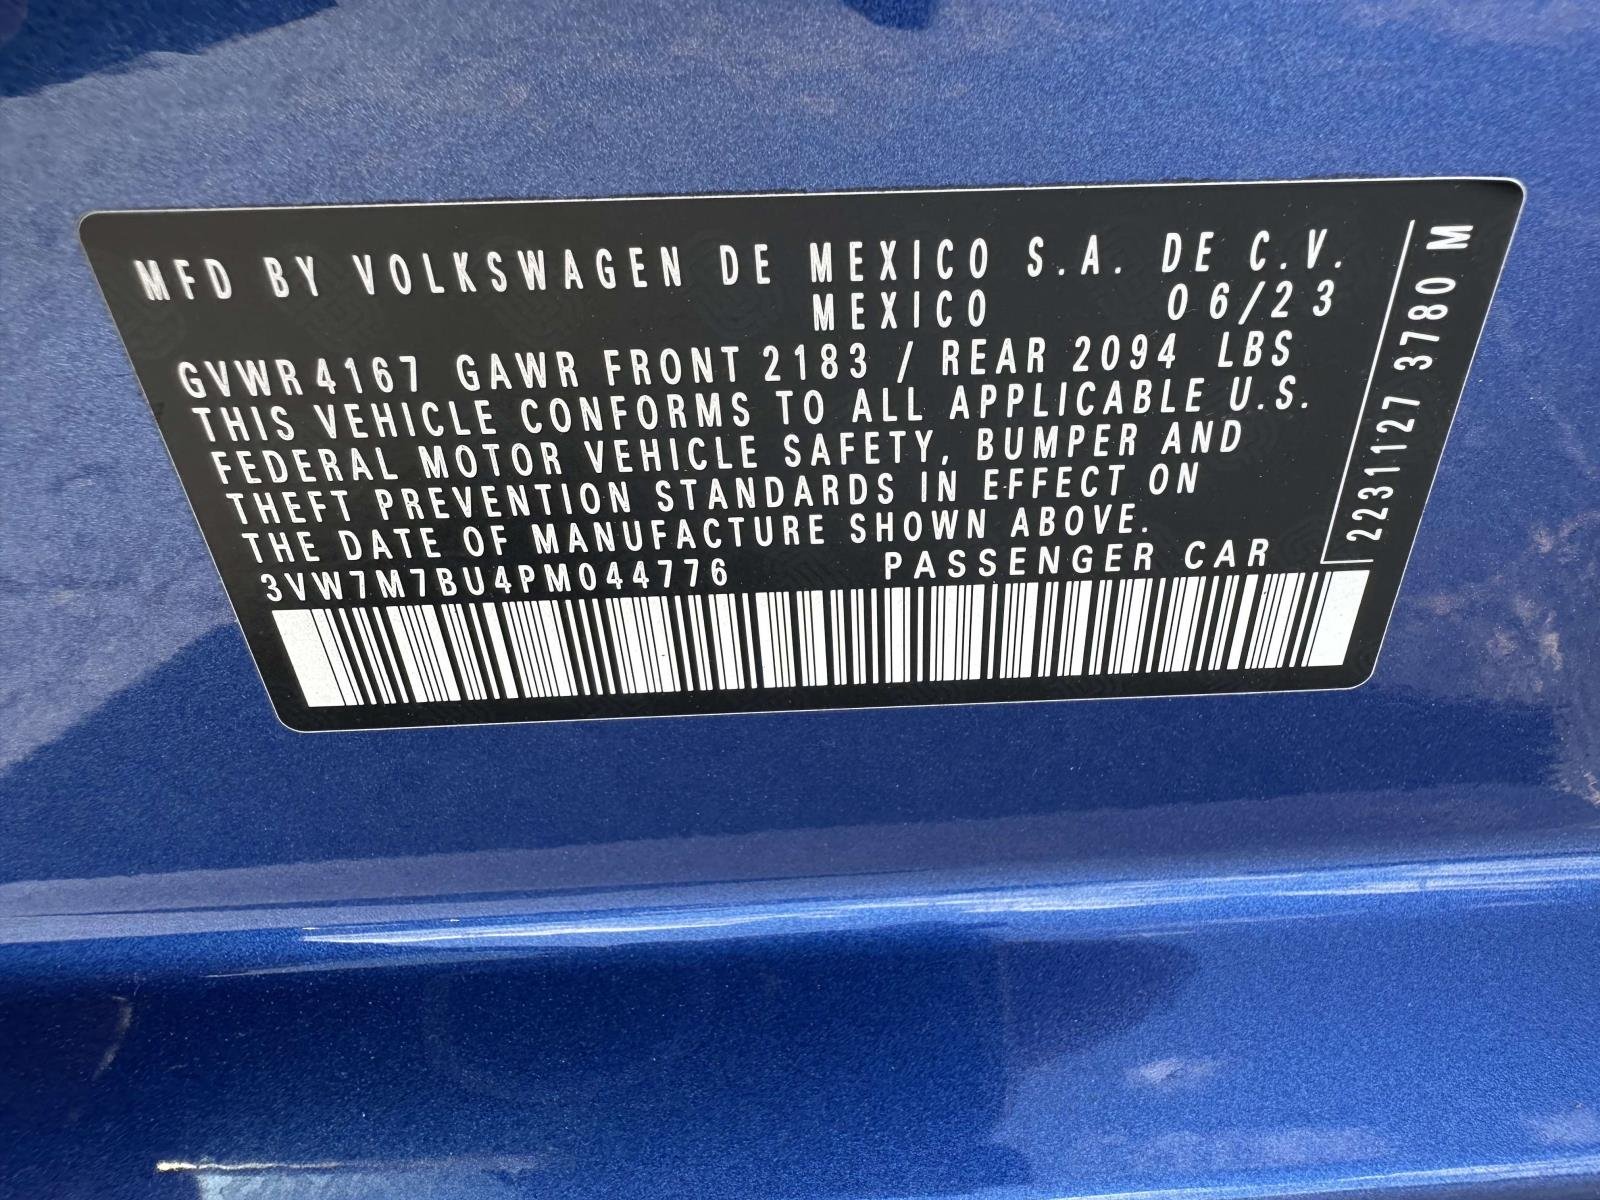 MFD BY VOLKSWAGEN DE MEXICO S.A. DE C.V.
MEXICO 06/23
GVWR 4167 GAWR FRONT 2183 / REAR 2094 LBS
THIS VEHICLE CONFORMS TO ALL APPLICABLE U.S.
FEDERAL MOTOR VEHICLE SAFETY, BUMPER AND
THEFT PREVENTION STANDARDS IN EFFECT ON
THE DATE OF MANUFACTURE SHOWN ABOVE.
3VW7M7BU4PM044776 PASSENGER CAR
2231127 3780 M